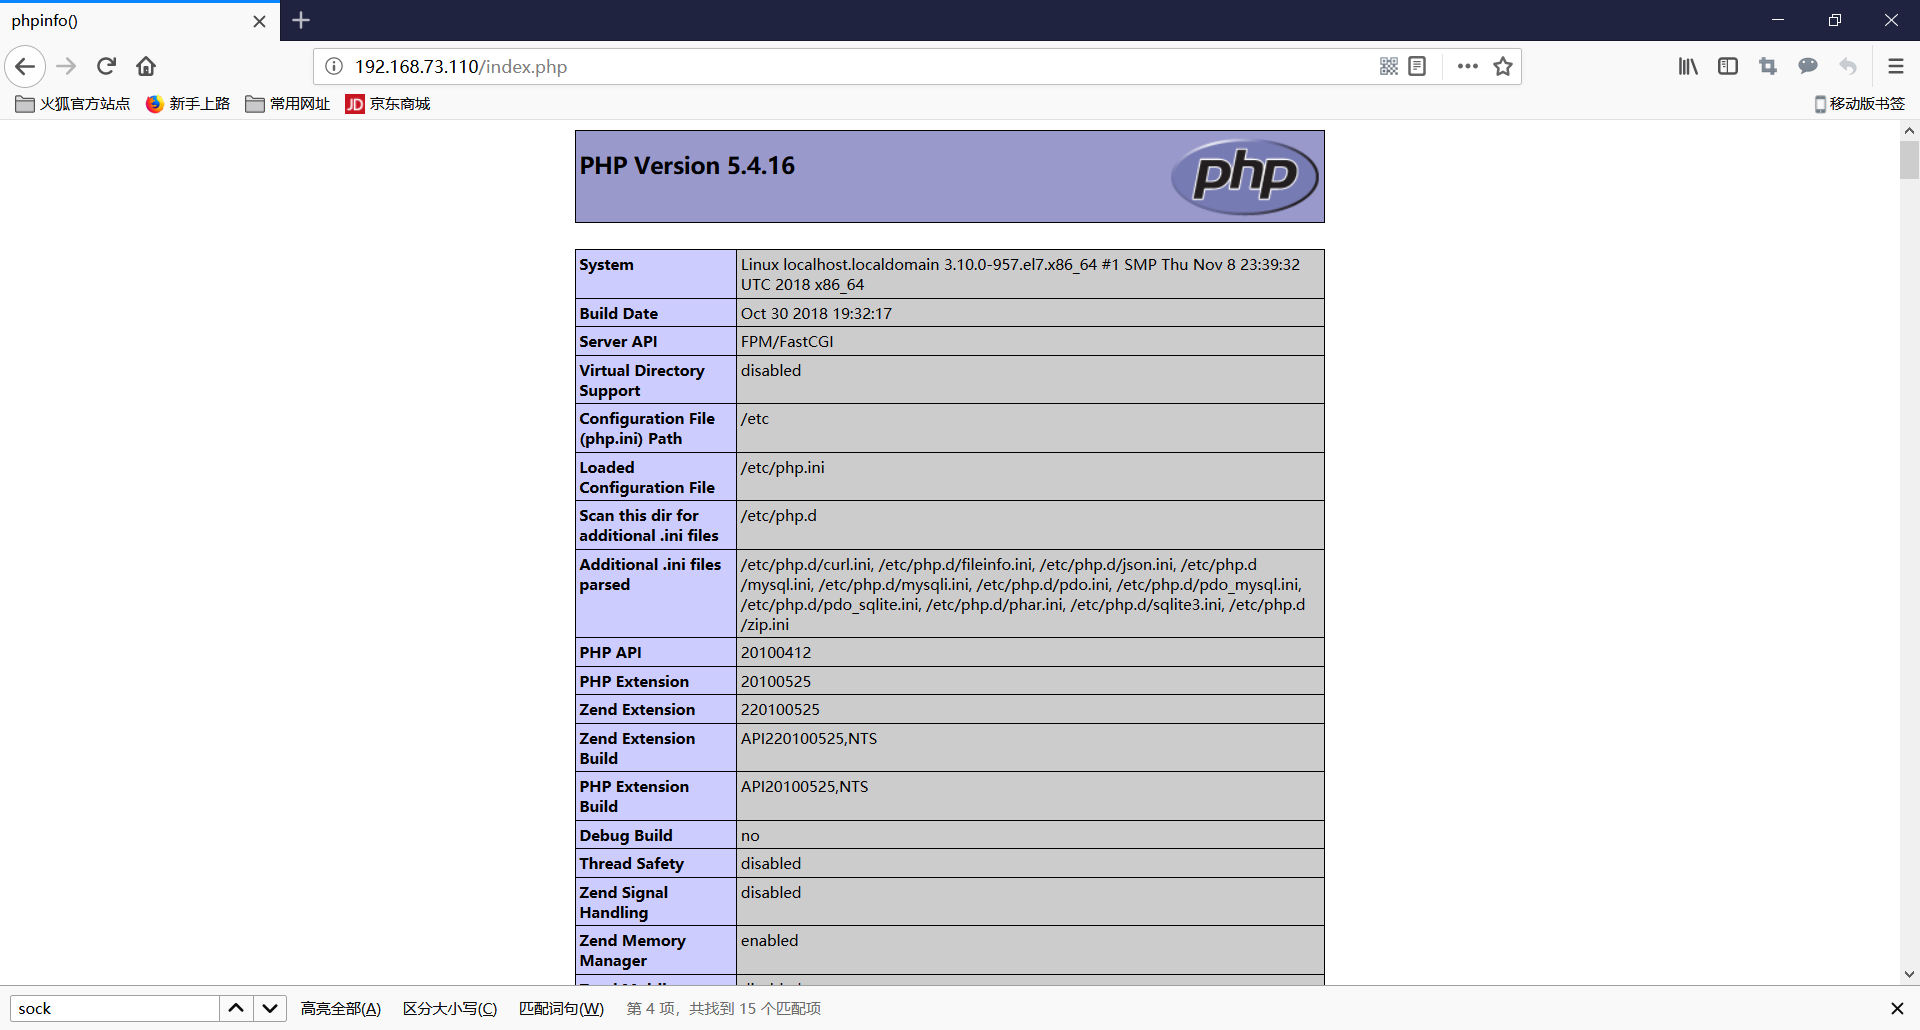 phpinfo()
192.168.73.110/index.php
火狐官方站点 新手上路 常用网址 JD 京东商城 移动版书签
PHP Version 5.4.16
php
System Linux localhost.localdomain 3.10.0-957.el7.x86_64 #1 SMP Thu Nov 8 23:39:32
UTC 2018 x86_64
Build Date Oct 30 2018 19:32:17
Server API FPM/FastCGI
Virtual Directory disabled
Support
Configuration File /etc
(php.ini) Path
Loaded /etc/php.ini
Configuration File
Scan this dir for /etc/php.d
additional .ini files
Additional .ini files /etc/php.d/curl.ini, /etc/php.d/fileinfo.ini, /etc/php.d/json.ini, /etc/php.d
parsed /mysql.ini, /etc/php.d/mysqli.ini, /etc/php.d/pdo.ini, /etc/php.d/pdo_mysql.ini,
/etc/php.d/pdo_sqlite.ini, /etc/php.d/phar.ini, /etc/php.d/sqlite3.ini, /etc/php.d
/zip.ini
PHP API 20100412
PHP Extension 20100525
Zend Extension 220100525
Zend Extension API220100525,NTS
Build
PHP Extension API20100525,NTS
Build
Debug Build no
Thread Safety disabled
Zend Signal disabled
Handling
Zend Memory enabled
Manager
sock 高亮全部(A) 区分大小写(C) 匹配词句(W) 第 4 项，共找到 15 个匹配项